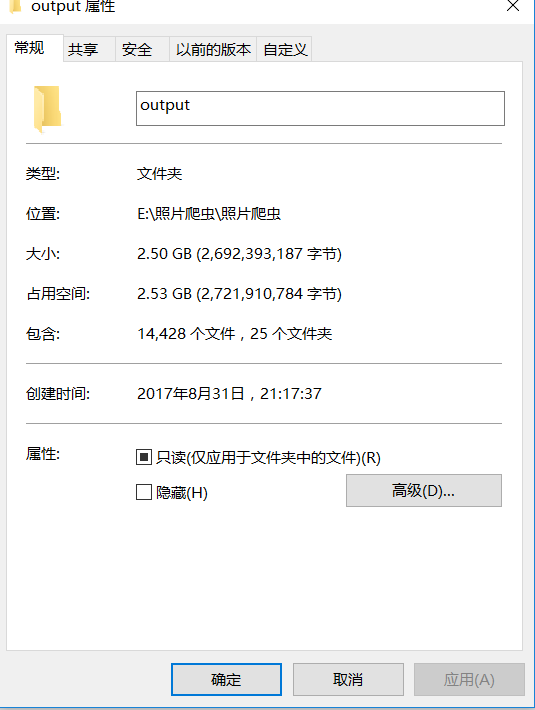 output 属性
常规 共享 安全 以前的版本 自定义
output
类型: 文件夹
位置: E:\照片爬虫\照片爬虫
大小: 2.50 GB (2,692,393,187 字节)
占用空间: 2.53 GB (2,721,910,784 字节)
包含: 14,428 个文件，25 个文件夹
创建时间: 2017年8月31日，21:17:37
属性: 只读(仅应用于文件夹中的文件)(R)
隐藏(H) 高级(D)...
确定 取消 应用(A)